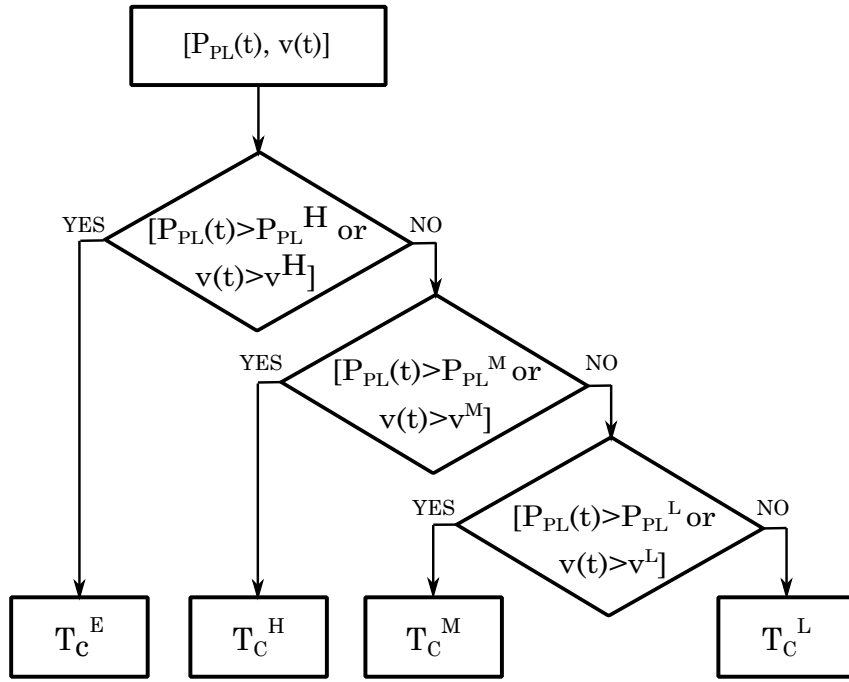 [P_PL(t), v(t)]
YES
[P_PL(t)>P_PL^H or
v(t)>v^H]
NO
YES
[P_PL(t)>P_PL^M or
v(t)>v^M]
NO
YES
[P_PL(t)>P_PL^L or
v(t)>v^L]
NO
T_c^E
T_C^H
T_C^M
T_C^L